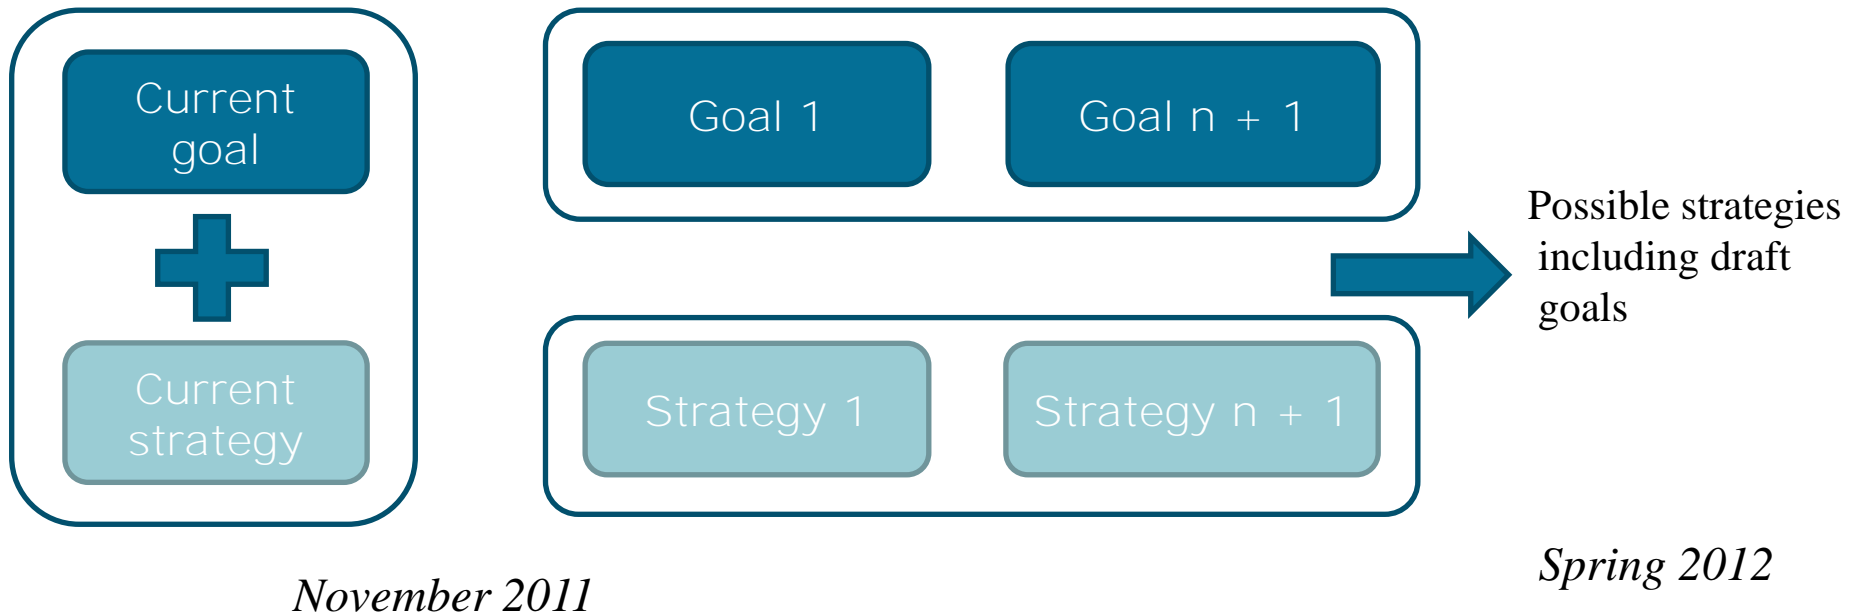 Current
goal
Current
strategy
Goal 1
Goal n + 1
Strategy 1
Strategy n + 1
Possible strategies
including draft
goals
November 2011
Spring 2012